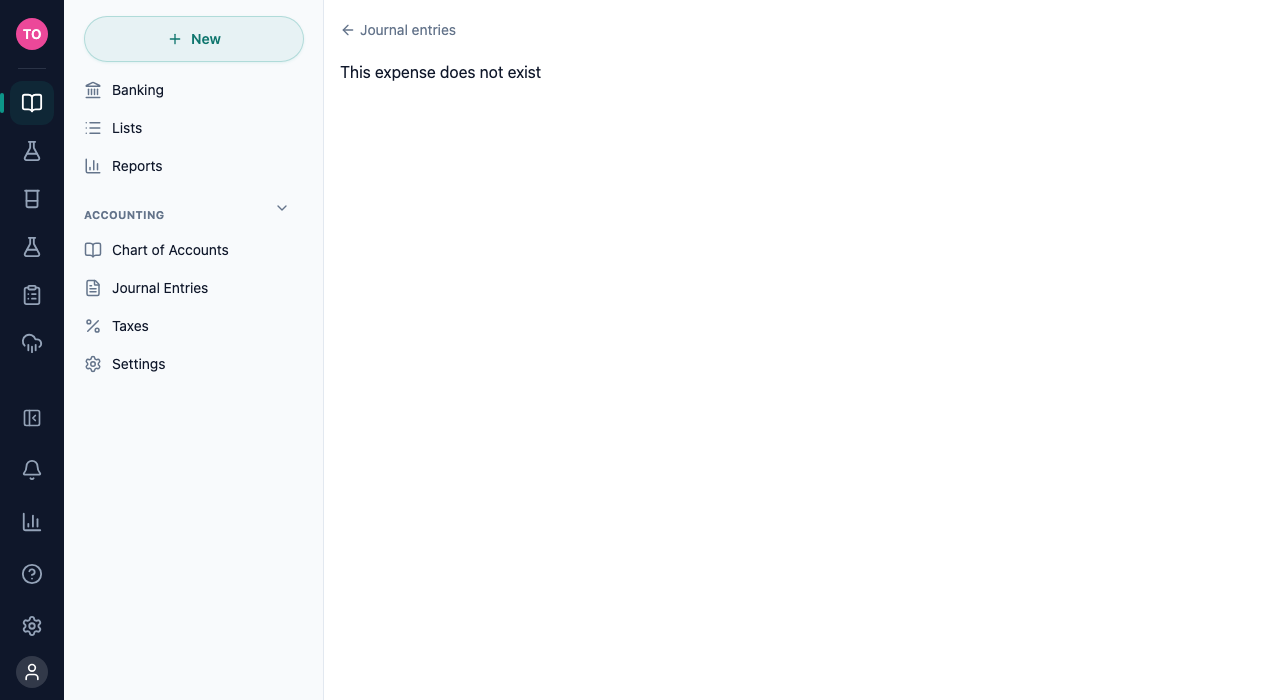 TO
New
Banking
Lists
Reports
ACCOUNTING
Chart of Accounts
Journal Entries
Taxes
Settings
Journal entries
This expense does not exist